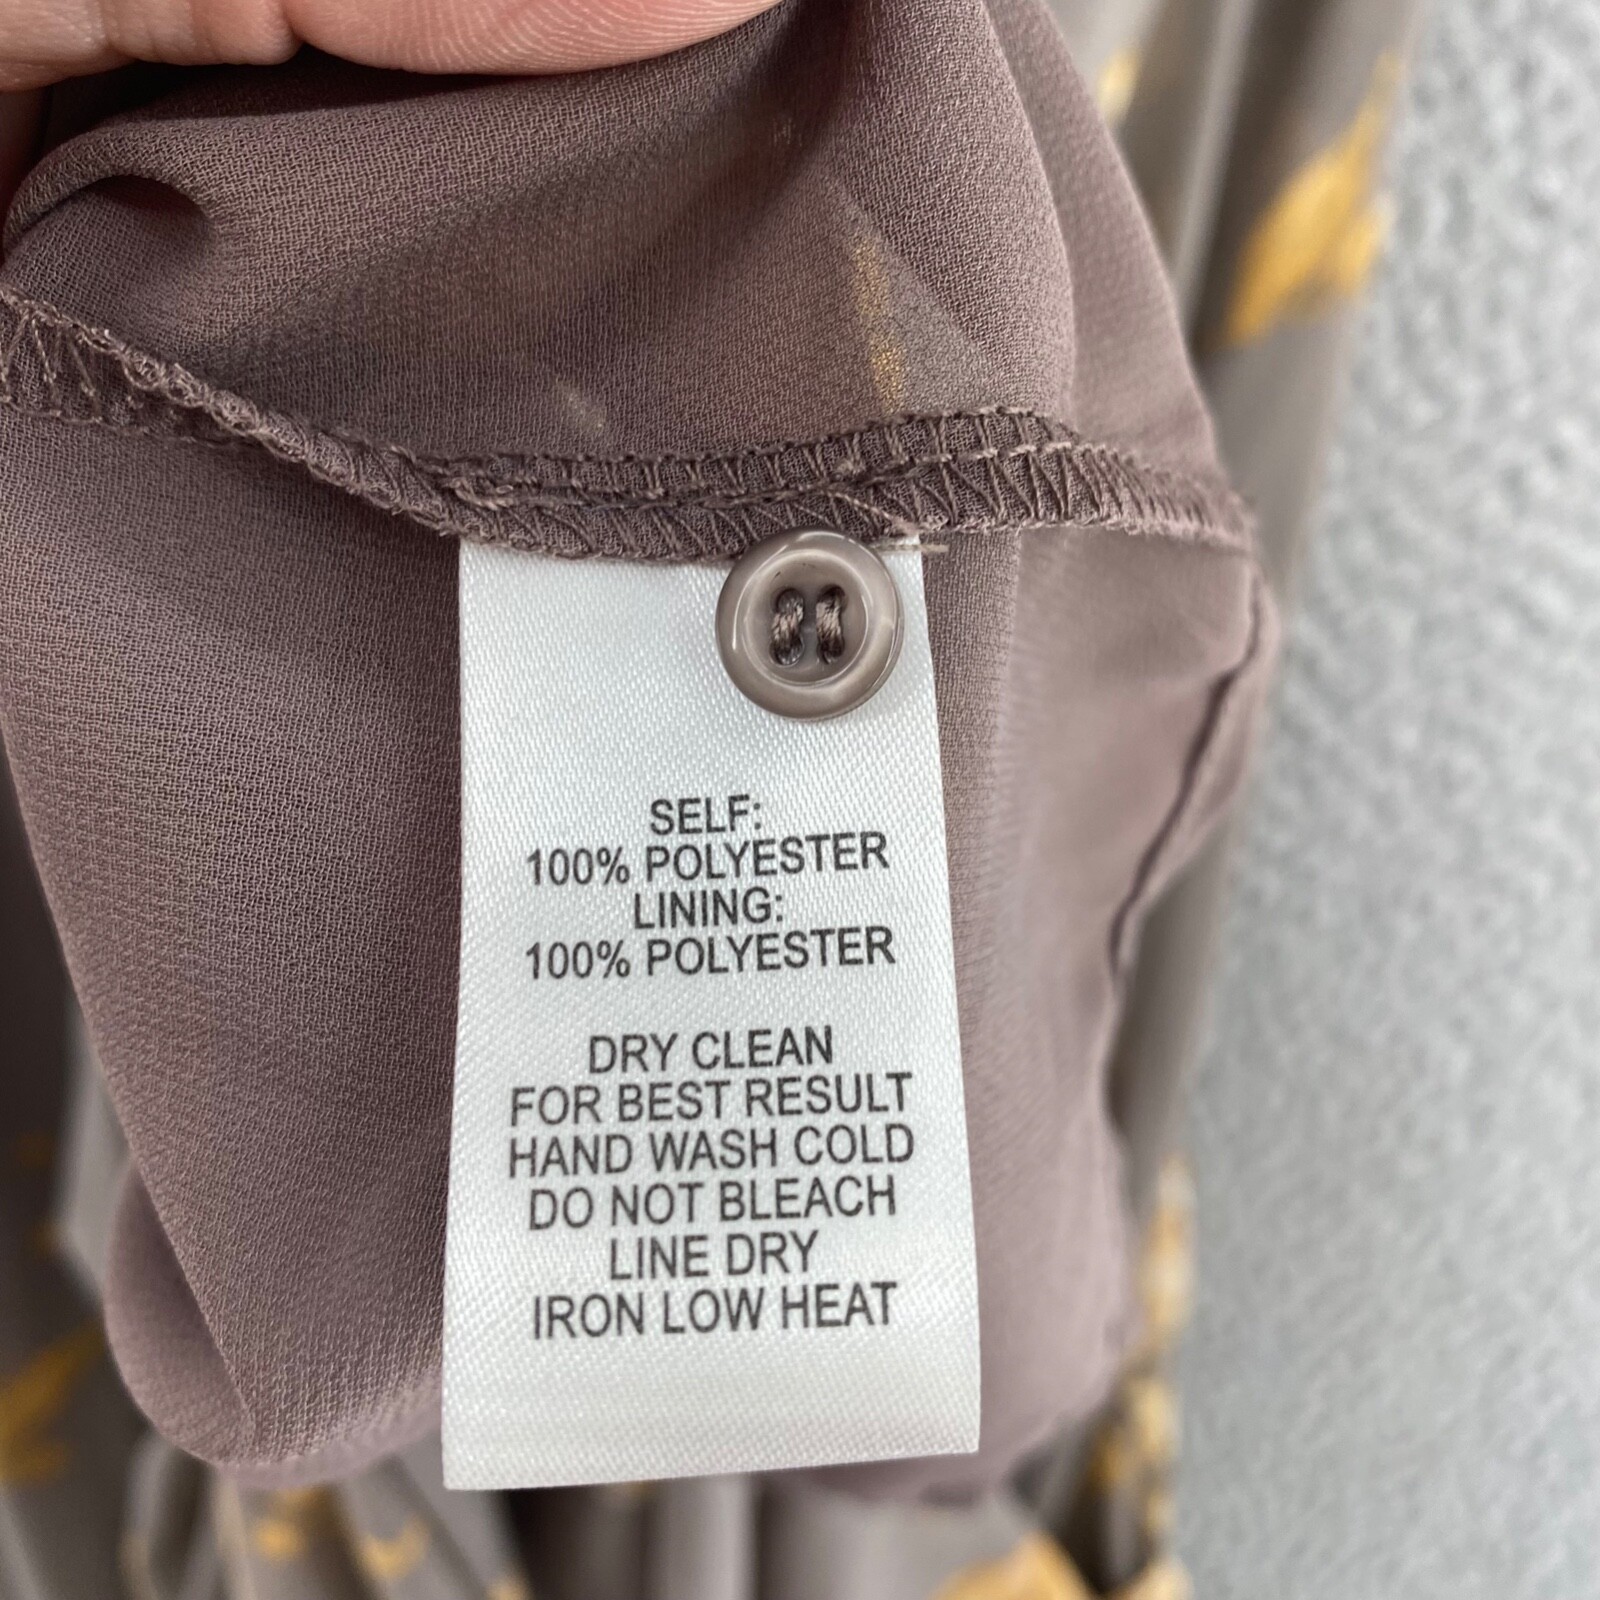 SELF:
100% POLYESTER
LINING:
100% POLYESTER
DRY CLEAN
FOR BEST RESULT
HAND WASH COLD
DO NOT BLEACH
LINE DRY
IRON LOW HEAT